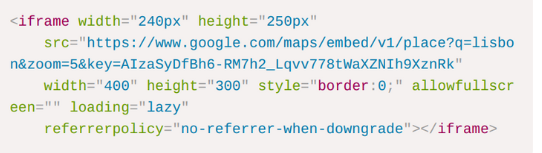 <iframe width="240px" height="250px"
src="https://www.google.com/maps/embed/v1/place?q=lisbo
n&zoom=5&key=AIzaSyDfBh6-RM7h2_Lqvv778tWaXZNIh9XznRk"
width="400" height="300" style="border:0;" allowfullscr
een="" loading="lazy"
referrerpolicy="no-referrer-when-downgrade"></iframe>